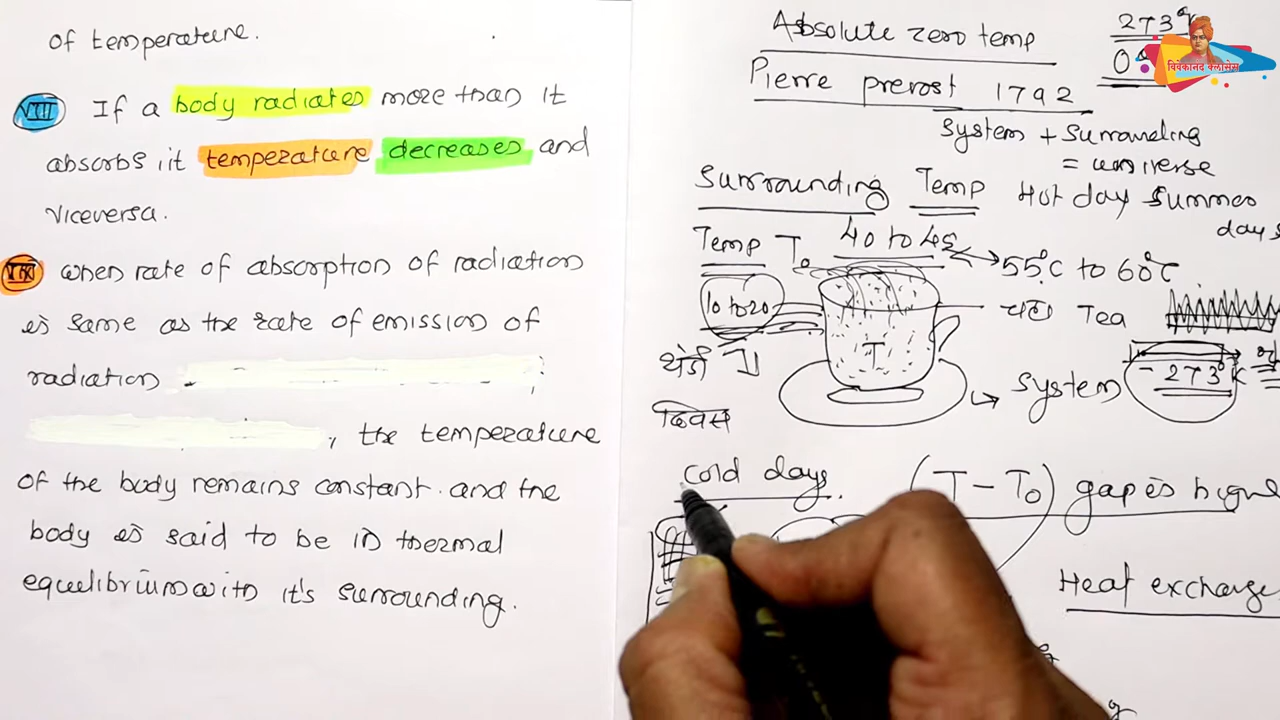 of temperature.
VIII If a body radiates more than it
absorbs, it temperature decreases and
viceversa.
when rate of absorption of radiation
is same as the rate of emission of
radiation
, the temperature
of the body remains constant. and the
body is said to be in thermal
equilibrium with it's surrounding.
Absolute zero temp
273
0
विवेकानंद क्लासेस
Pierre prevost 1792
System + Surrounding
= universe
Surrounding Temp Hot day summer
days
Temp T₀ 40 to 45
55°C to 60°C
10 to 20
चहा Tea
T
थंडी
दिवस
System
-273°K
cold days.
(T - T₀) gap is
Heat exchange